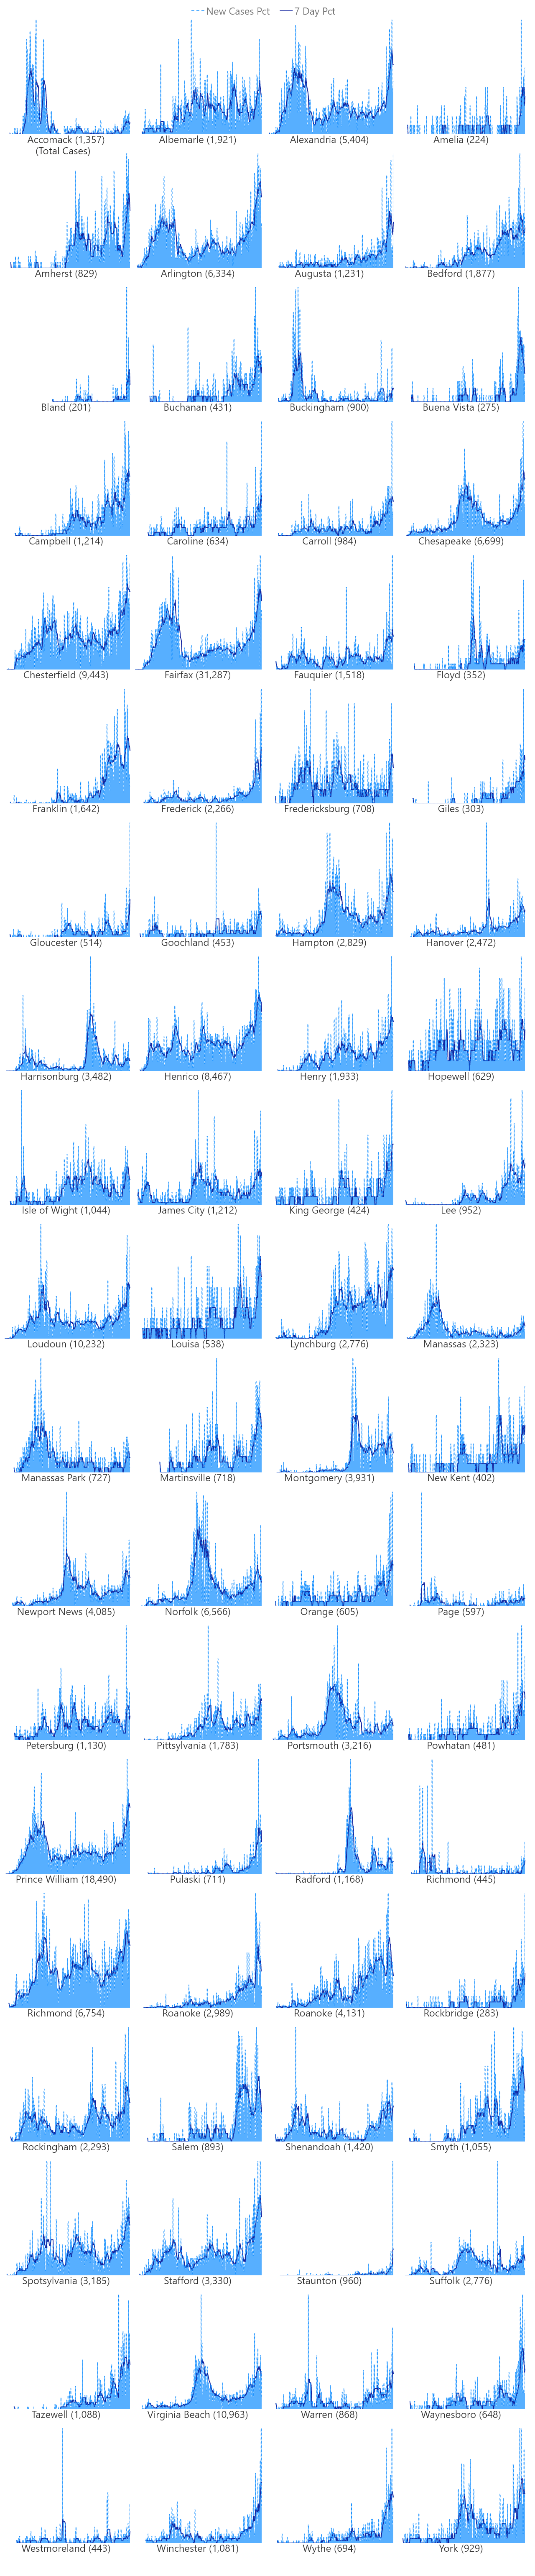 New Cases Pct 7 Day Pct
Accomack (1,357) Albemarle (1,921) Alexandria (5,404) Amelia (224)
(Total Cases)
Amherst (829) Arlington (6,334) Augusta (1,231) Bedford (1,877)
Bland (201) Buchanan (431) Buckingham (900) Buena Vista (275)
Campbell (1,214) Caroline (634) Carroll (984) Chesapeake (6,699)
Chesterfield (9,443) Fairfax (31,287) Fauquier (1,518) Floyd (352)
Franklin (1,642) Frederick (2,266) Fredericksburg (708) Giles (303)
Gloucester (514) Goochland (453) Hampton (2,829) Hanover (2,472)
Harrisonburg (3,482) Henrico (8,467) Henry (1,933) Hopewell (629)
Isle of Wight (1,044) James City (1,212) King George (424) Lee (952)
Loudoun (10,232) Louisa (538) Lynchburg (2,776) Manassas (2,323)
Manassas Park (727) Martinsville (718) Montgomery (3,931) New Kent (402)
Newport News (4,085) Norfolk (6,566) Orange (605) Page (597)
Petersburg (1,130) Pittsylvania (1,783) Portsmouth (3,216) Powhatan (481)
Prince William (18,490) Pulaski (711) Radford (1,168) Richmond (445)
Richmond (6,754) Roanoke (2,989) Roanoke (4,131) Rockbridge (283)
Rockingham (2,293) Salem (893) Shenandoah (1,420) Smyth (1,055)
Spotsylvania (3,185) Stafford (3,330) Staunton (960) Suffolk (2,776)
Tazewell (1,088) Virginia Beach (10,963) Warren (868) Waynesboro (648)
Westmoreland (443) Winchester (1,081) Wythe (694) York (929)